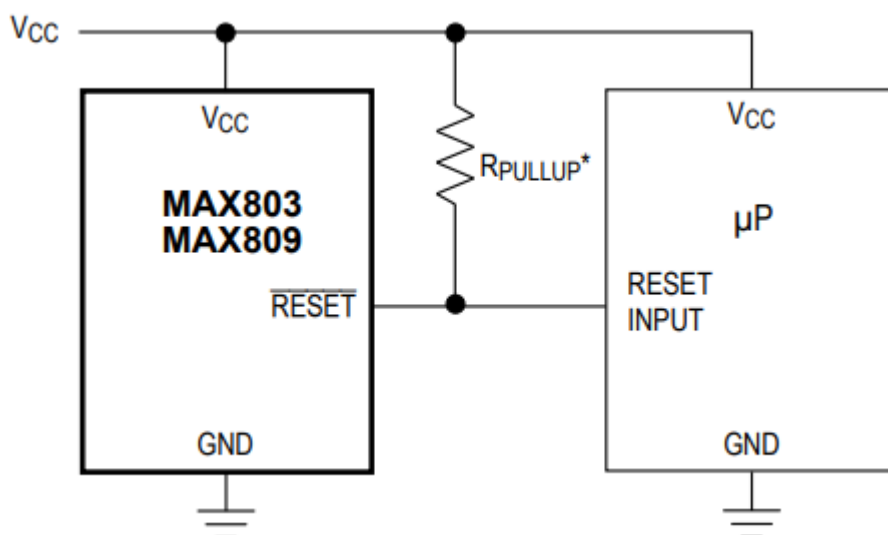 VCC
VCC
MAX803
MAX809
RESET
GND
RPULLUP*
VCC
µP
RESET
INPUT
GND